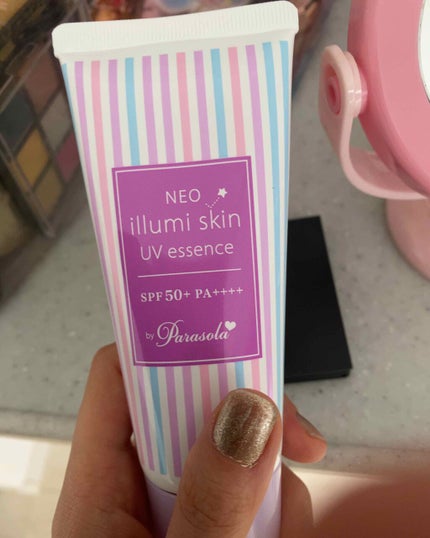 NEO
illumi skin
UV essence
SPF50+ PA++++
by Parasola